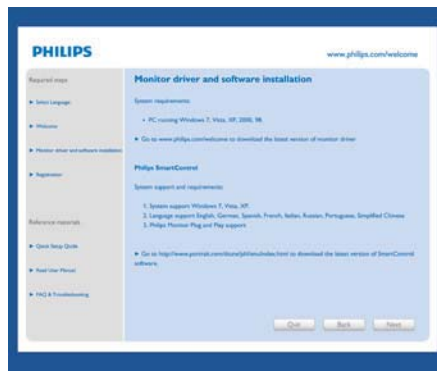 PHILIPS
www.philips.com/welcome
Required steps
Select Language
Welcome
Monitor driver and software installation
Registration
Reference materials
Quick Setup Guide
Read User Manual
FAQ & Troubleshooting
Monitor driver and software installation
System requirements:
• PC running Windows 7, Vista, XP, 2000, 98.
Go to www.philips.com/welcome to download the latest version of monitor driver
Philips SmartControl
System support and requirements:
1. System support Windows 7, Vista, XP.
2. Language support English, German, Spanish, French, Italian, Russian, Portuguese, Simplified Chinese
3. Philips Monitor Plug and Play support
Go to to download the latest version of SmartControl
software.
Quit Back Next